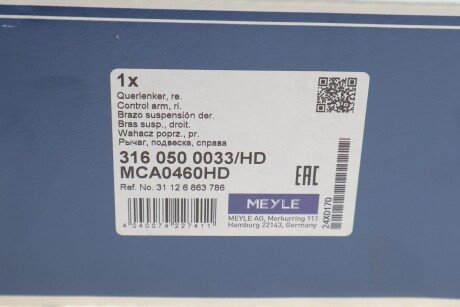 1x
Querlenker, re.
Control arm, ri.
Brazo suspensión der.
Bras susp., droit.
Wahacz poprz., pr.
Рычаг, подвеска, справа
316 050 0033/HD
MCA0460HD
Ref. No. 31 12 6 863 786
EAC
MEYLE
MEYLE AG, Merkurring 111
Hamburg 22143, Germany
4 040074 227411
24X0170